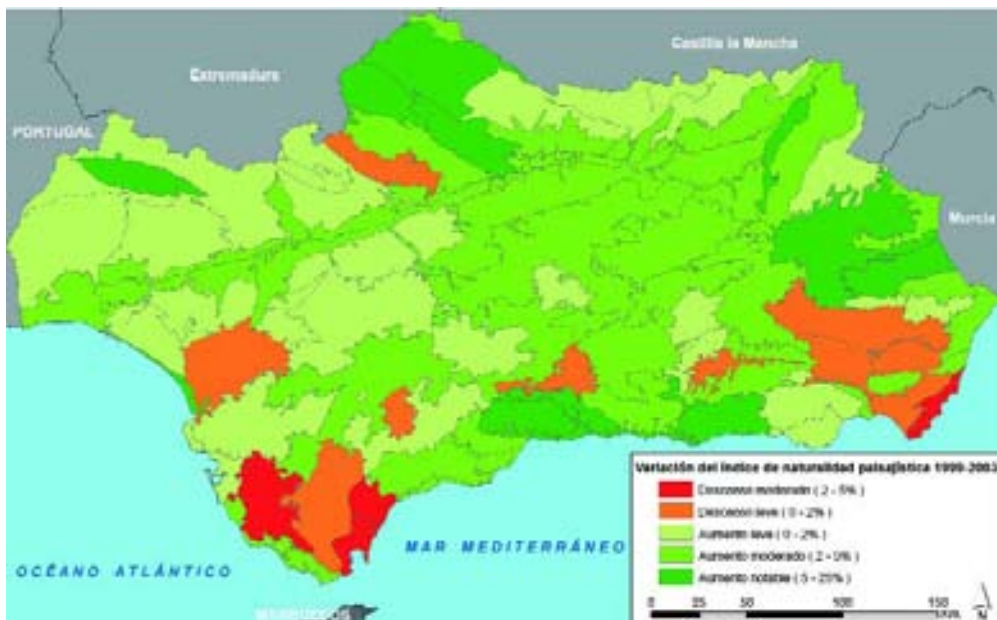 Castilla la Mancha
Extremadura
PORTUGAL
Murcia
MAR MEDITERRÁNEO
OCÉANO ATLÁNTICO
MARRUECOS
Variación del índice de naturalidad paisajística 1999-2003
Descenso moderado ( 2 - 5% )
Descenso leve ( 0 - 2% )
Aumento leve ( 0 - 2% )
Aumento moderado ( 2 - 5% )
Aumento notable ( 5 - 25% )
0 25 50 100 150
N